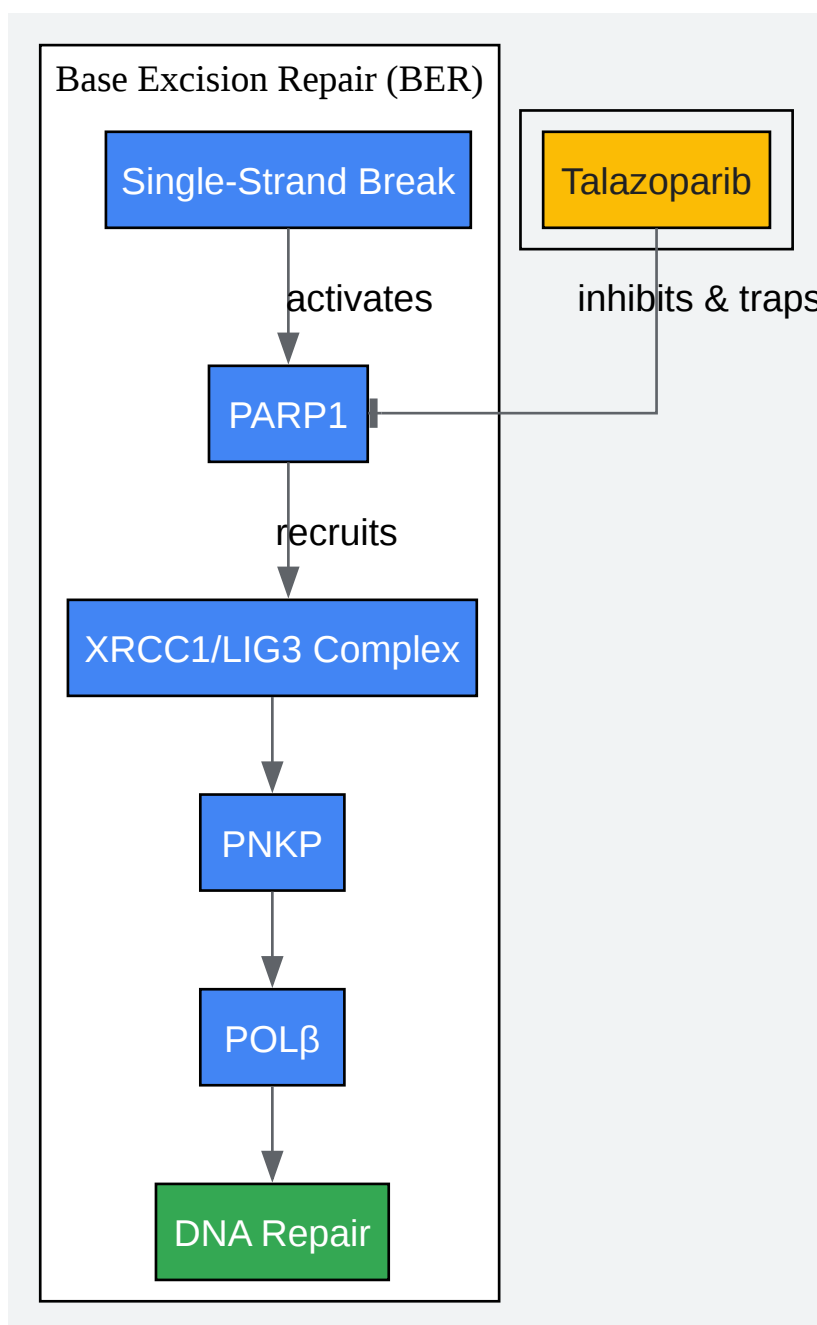 Base Excision Repair (BER)
Single-Strand Break
Talazoparib
activates
inhibits & traps
PARP1
recruits
XRCC1/LIG3 Complex
PNKP
POLβ
DNA Repair